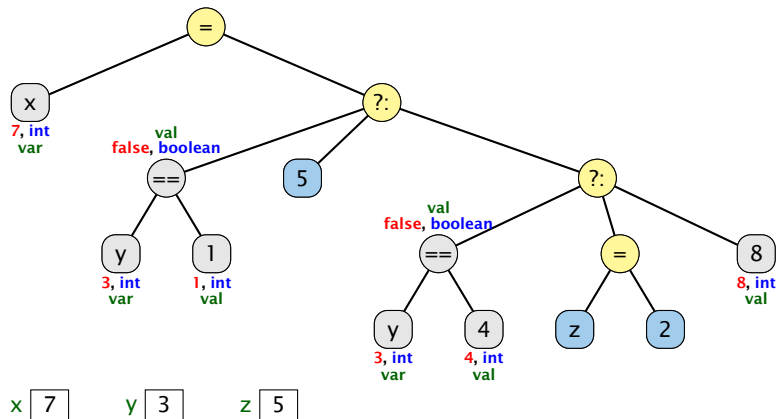 =
x
7, int
var
?:
val
false, boolean
==
5
?:
y
3, int
var
1
1, int
val
val
false, boolean
==
=
8
8, int
val
y
3, int
var
4
4, int
val
z
2
x 7 y 3 z 5